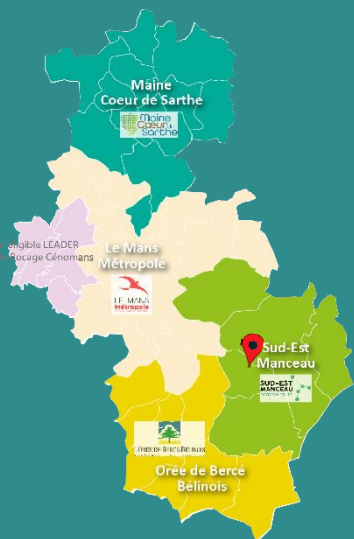 Maine
Coeur de Sarthe
Maine
Coeur de
Sarthe
éligible LEADER
Bocage Cénomans
Le Mans
Métropole
LE MANS
Métropole
Sud-Est
Manceau
SUD-EST
MANCEAU
Orée de Bercé
Bélinois